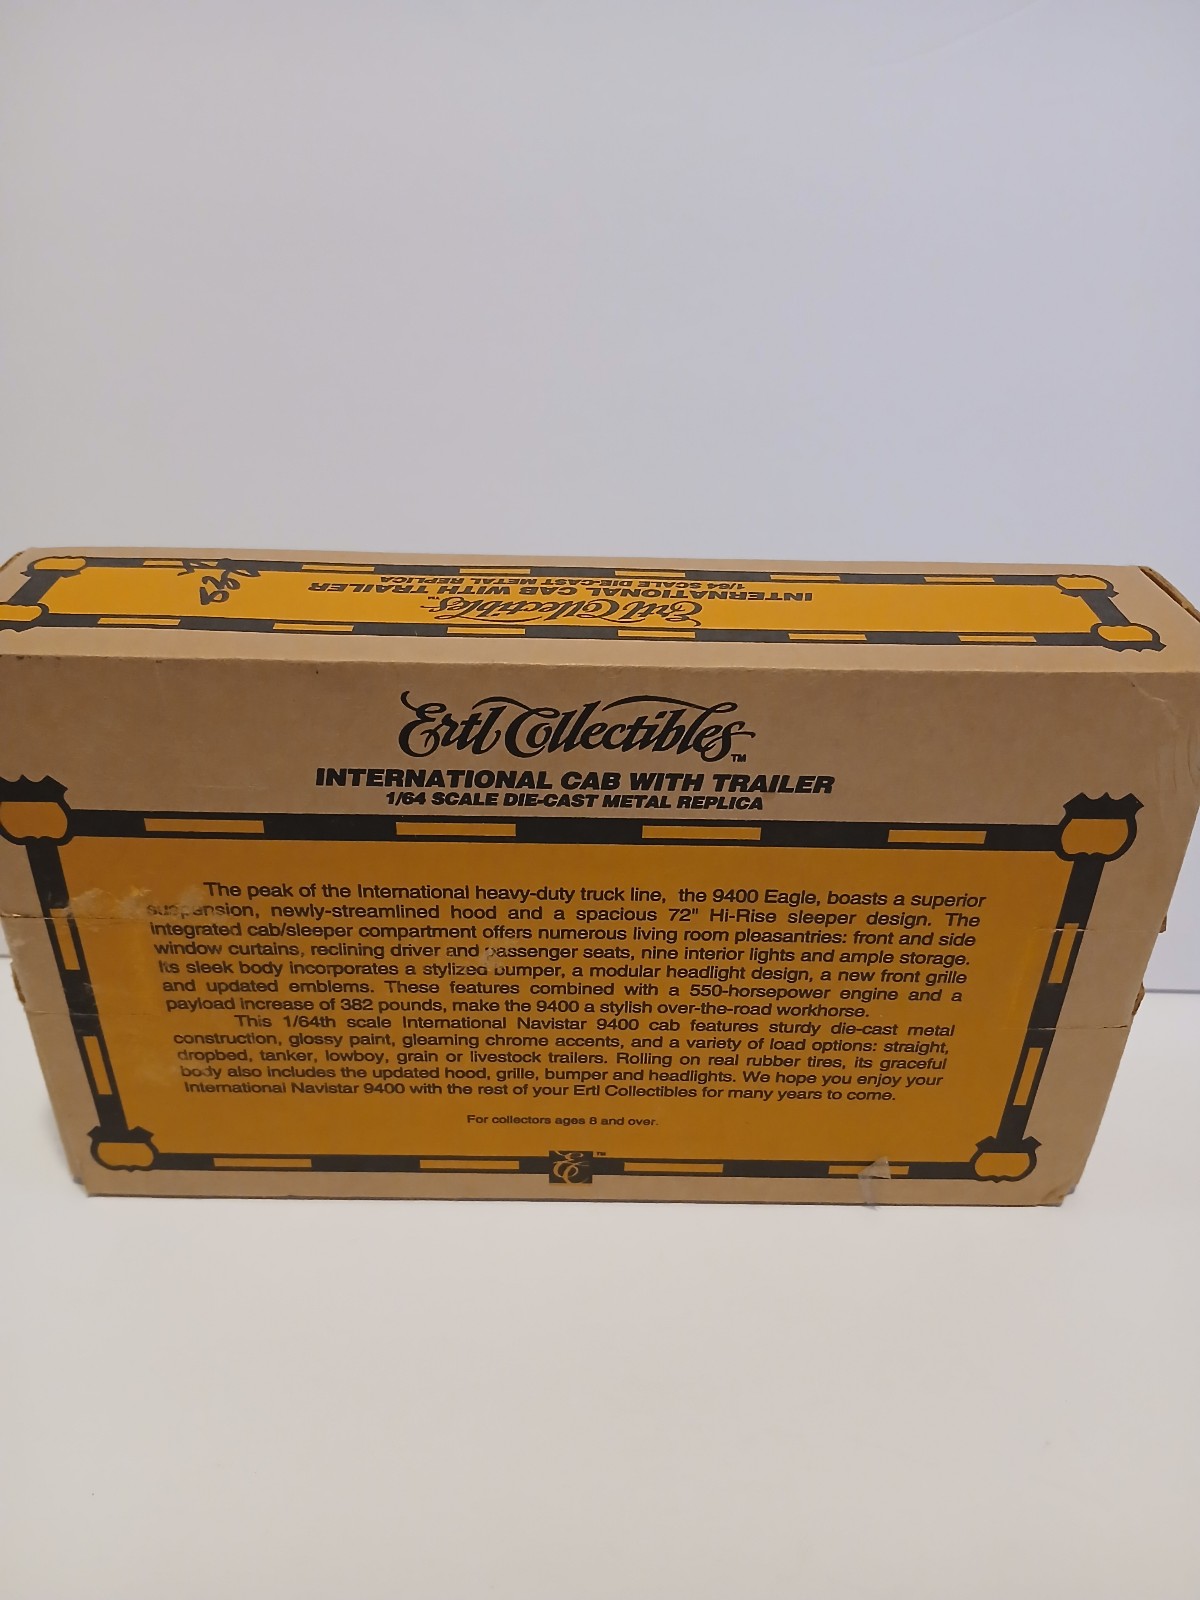 Ertl Collectibles™
INTERNATIONAL CAB WITH TRAILER
1/64 SCALE DIE-CAST METAL REPLICA
Ertl Collectibles™
INTERNATIONAL CAB WITH TRAILER
1/64 SCALE DIE-CAST METAL REPLICA
The peak of the International heavy-duty truck line, the 9400 Eagle, boasts a superior
suspension, newly-streamlined hood and a spacious 72" Hi-Rise sleeper design. The
integrated cab/sleeper compartment offers numerous living room pleasantries: front and side
window curtains, reclining driver and passenger seats, nine interior lights and ample storage.
Its sleek body incorporates a stylized bumper, a modular headlight design, a new front grille
and updated emblems. These features combined with a 550-horsepower engine and a
payload increase of 382 pounds, make the 9400 a stylish over-the-road workhorse.
This 1/64th scale International Navistar 9400 cab features sturdy die-cast metal
construction, glossy paint, gleaming chrome accents, and a variety of load options: straight,
dropbed, tanker, lowboy, grain or livestock trailers. Rolling on real rubber tires, its graceful
body also includes the updated hood, grille, bumper and headlights. We hope you enjoy your
International Navistar 9400 with the rest of your Ertl Collectibles for many years to come.
For collectors ages 8 and over.
E™